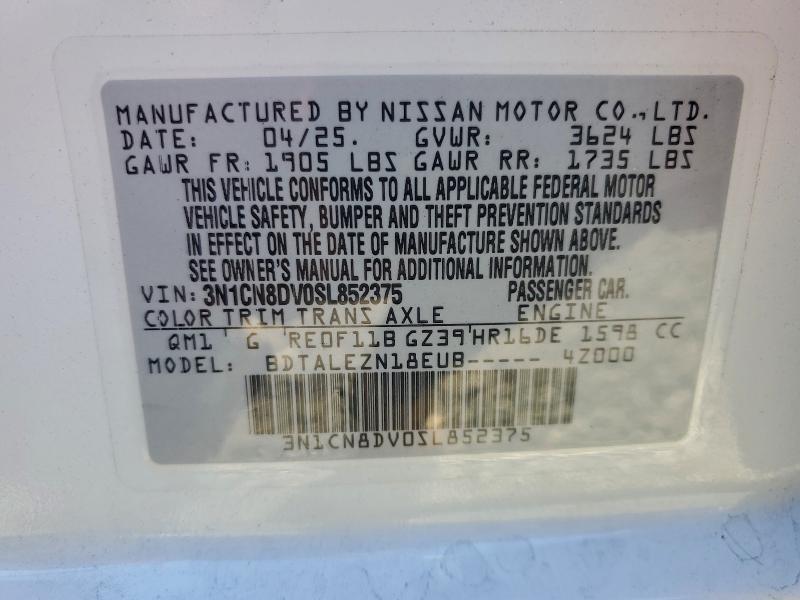 MANUFACTURED BY NISSAN MOTOR CO., LTD.
DATE: 04/25. GVWR: 3624 LBS
GAWR FR: 1905 LBS GAWR RR: 1735 LBS
THIS VEHICLE CONFORMS TO ALL APPLICABLE FEDERAL MOTOR
VEHICLE SAFETY, BUMPER AND THEFT PREVENTION STANDARDS
IN EFFECT ON THE DATE OF MANUFACTURE SHOWN ABOVE.
SEE OWNER'S MANUAL FOR ADDITIONAL INFORMATION.
VIN: 3N1CN8DV0SL852375 PASSENGER CAR.
COLOR TRIM TRANS AXLE ENGINE
QM1 G RE0F11B GZ39 HR16DE 1598 CC
MODEL: BDTALEZN18EUB----- 4Z000
3N1CN8DV0SL852375